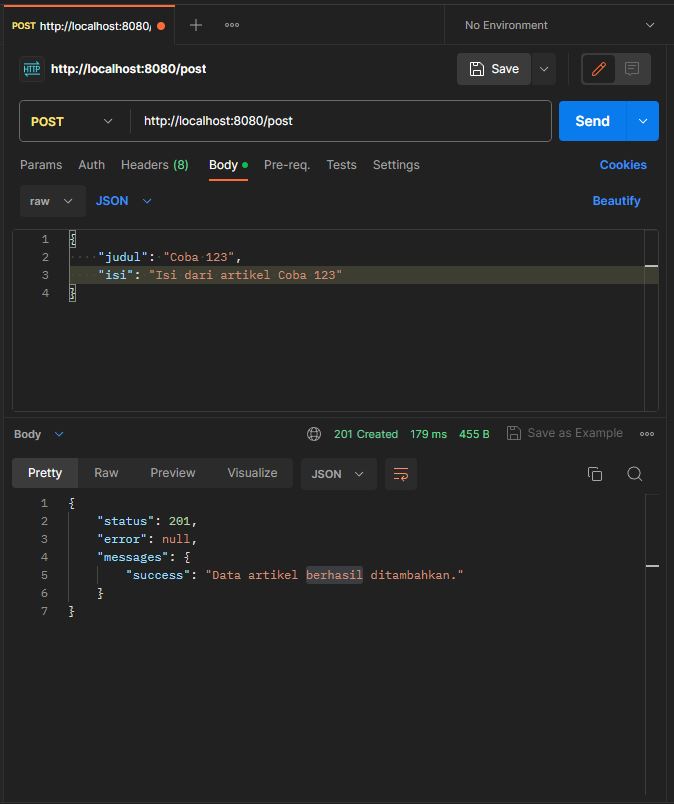 POST http://localhost:8080/ No Environment
HTTP http://localhost:8080/post Save
POST http://localhost:8080/post Send
Params Auth Headers (8) Body Pre-req. Tests Settings Cookies
raw JSON Beautify
1 {
2 "judul": "Coba 123",
3 "isi": "Isi dari artikel Coba 123"
4 }
Body 201 Created 179 ms 455 B Save as Example
Pretty Raw Preview Visualize JSON
1 {
2 "status": 201,
3 "error": null,
4 "messages": {
5 "success": "Data artikel berhasil ditambahkan."
6 }
7 }